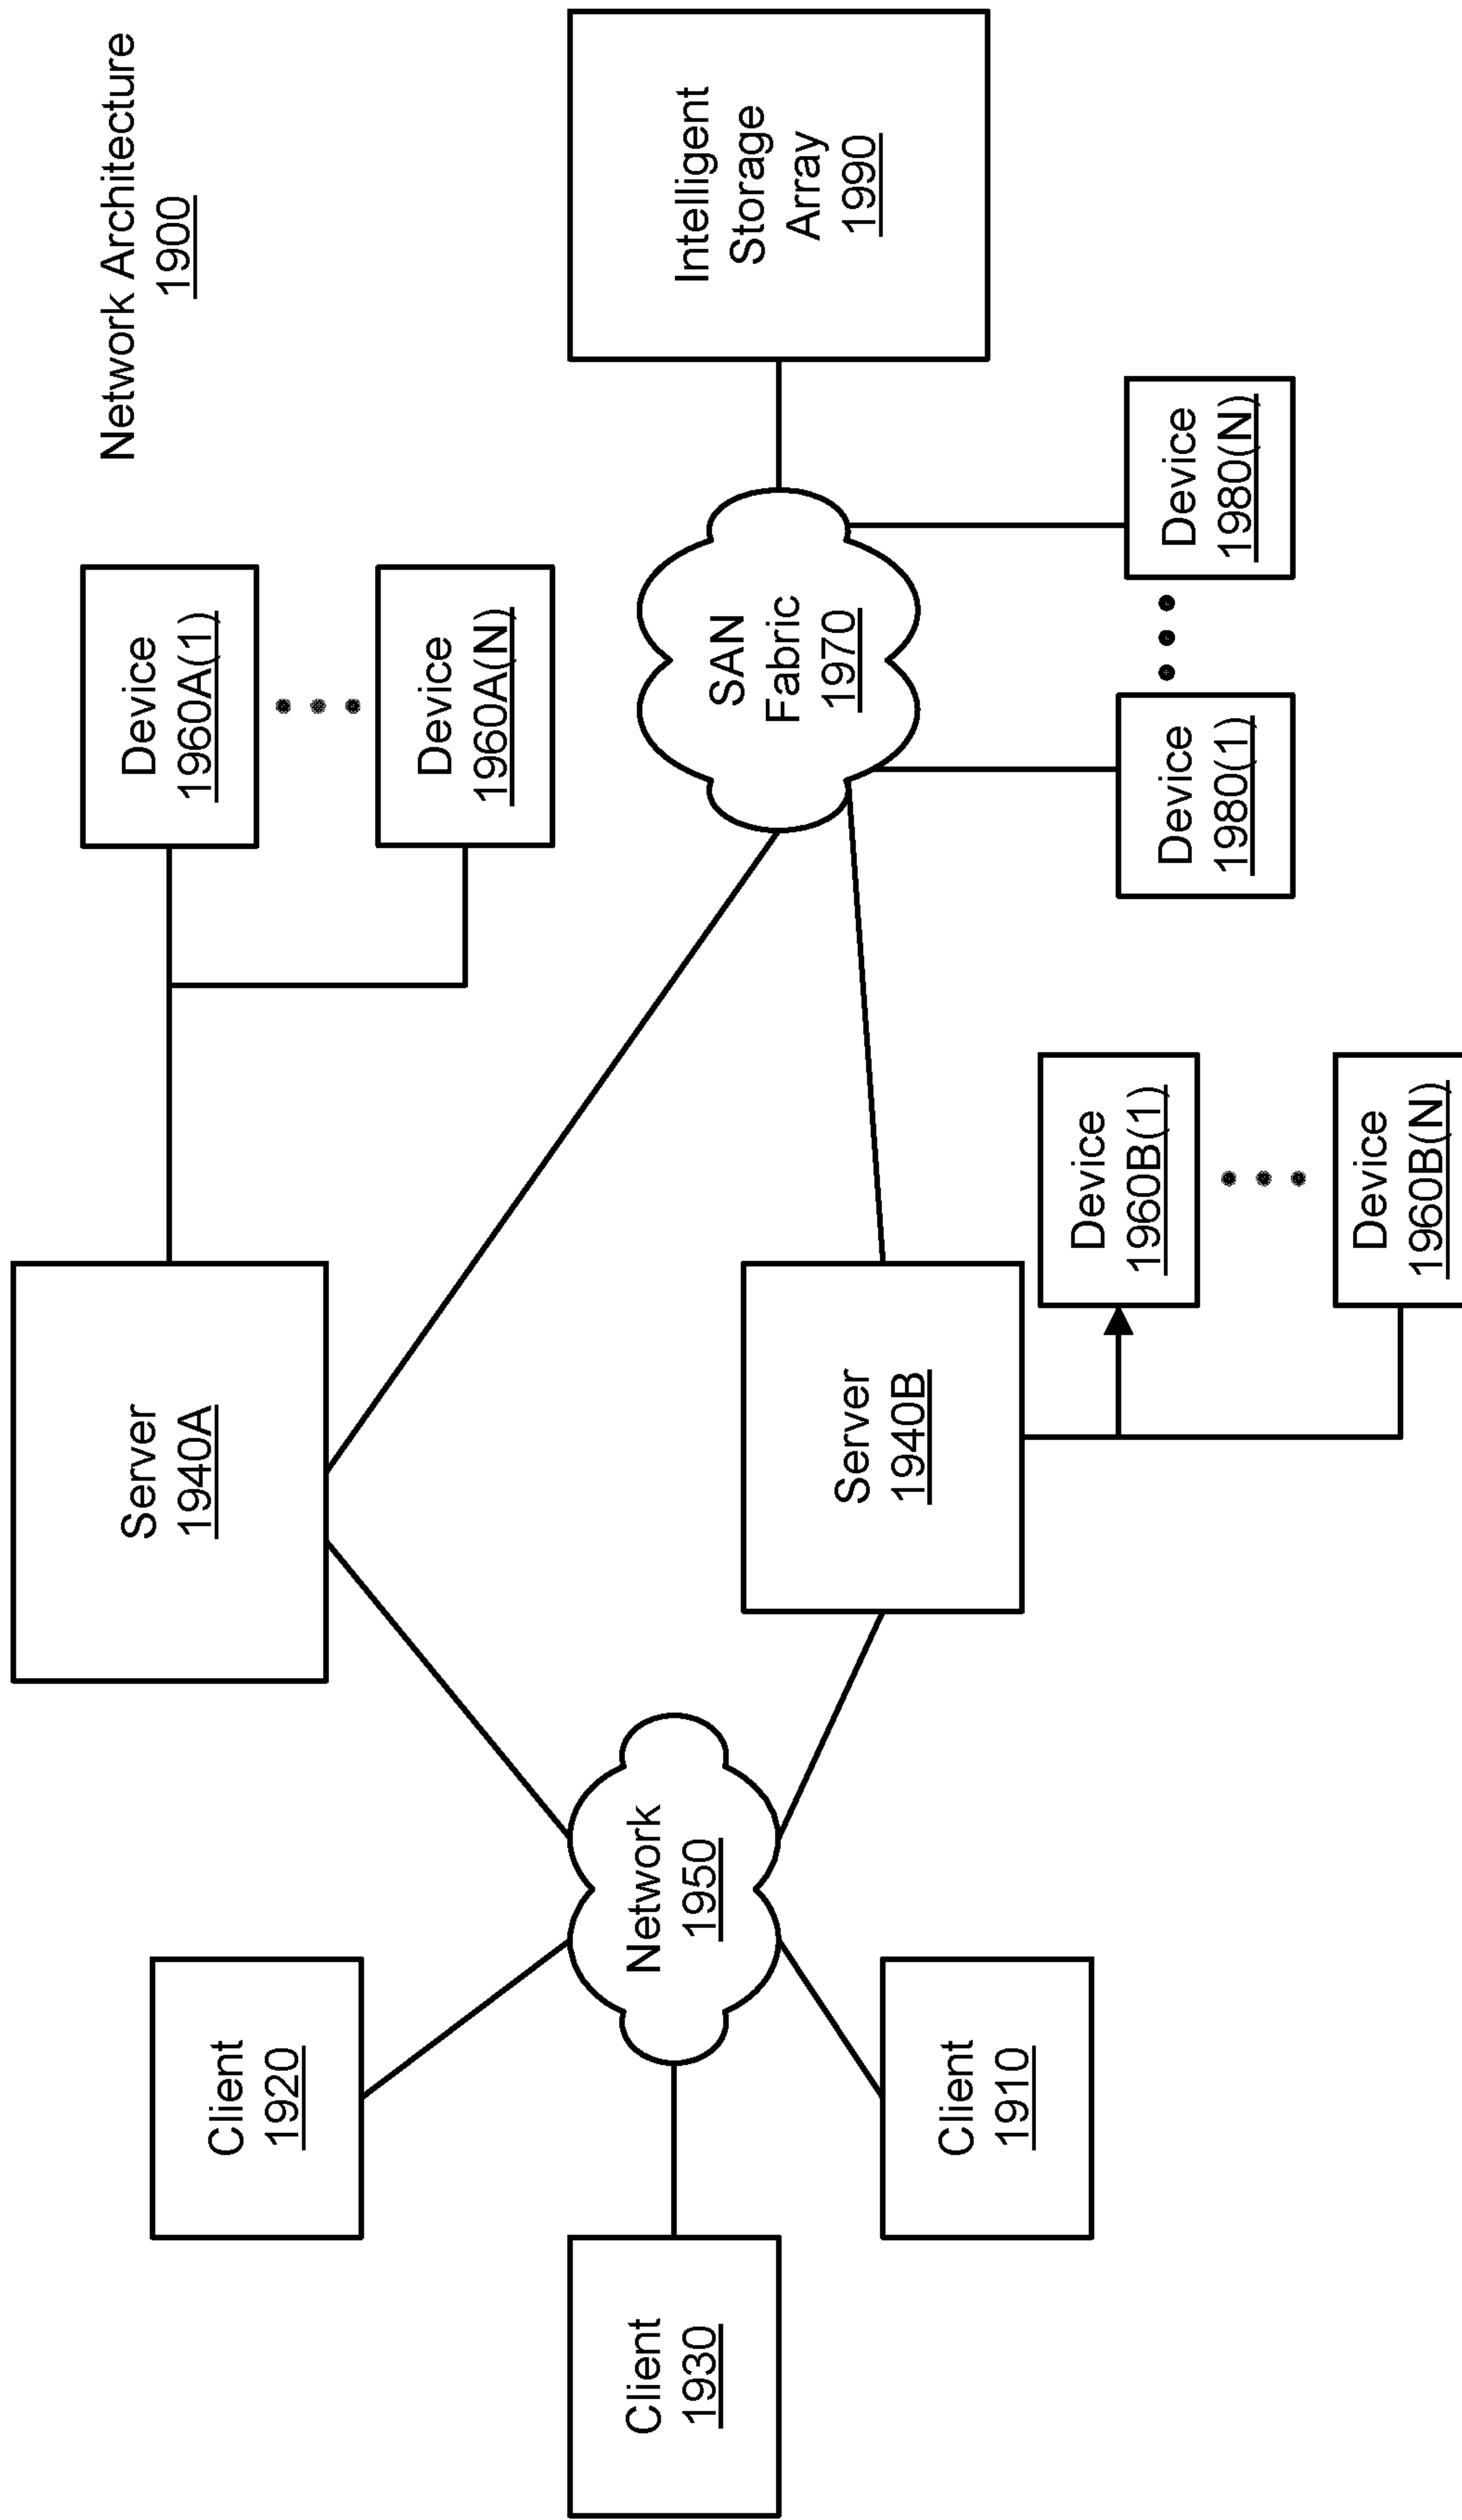 Network Architecture
1900
Client
1920
Client
1930
Client
1910
Network
1950
Server
1940A
Server
1940B
Device
1960A(1)
Device
1960A(N)
Device
1960B(1)
Device
1960B(N)
SAN
Fabric
1970
Device
1980(1)
Device
1980(N)
Intelligent
Storage
Array
1990